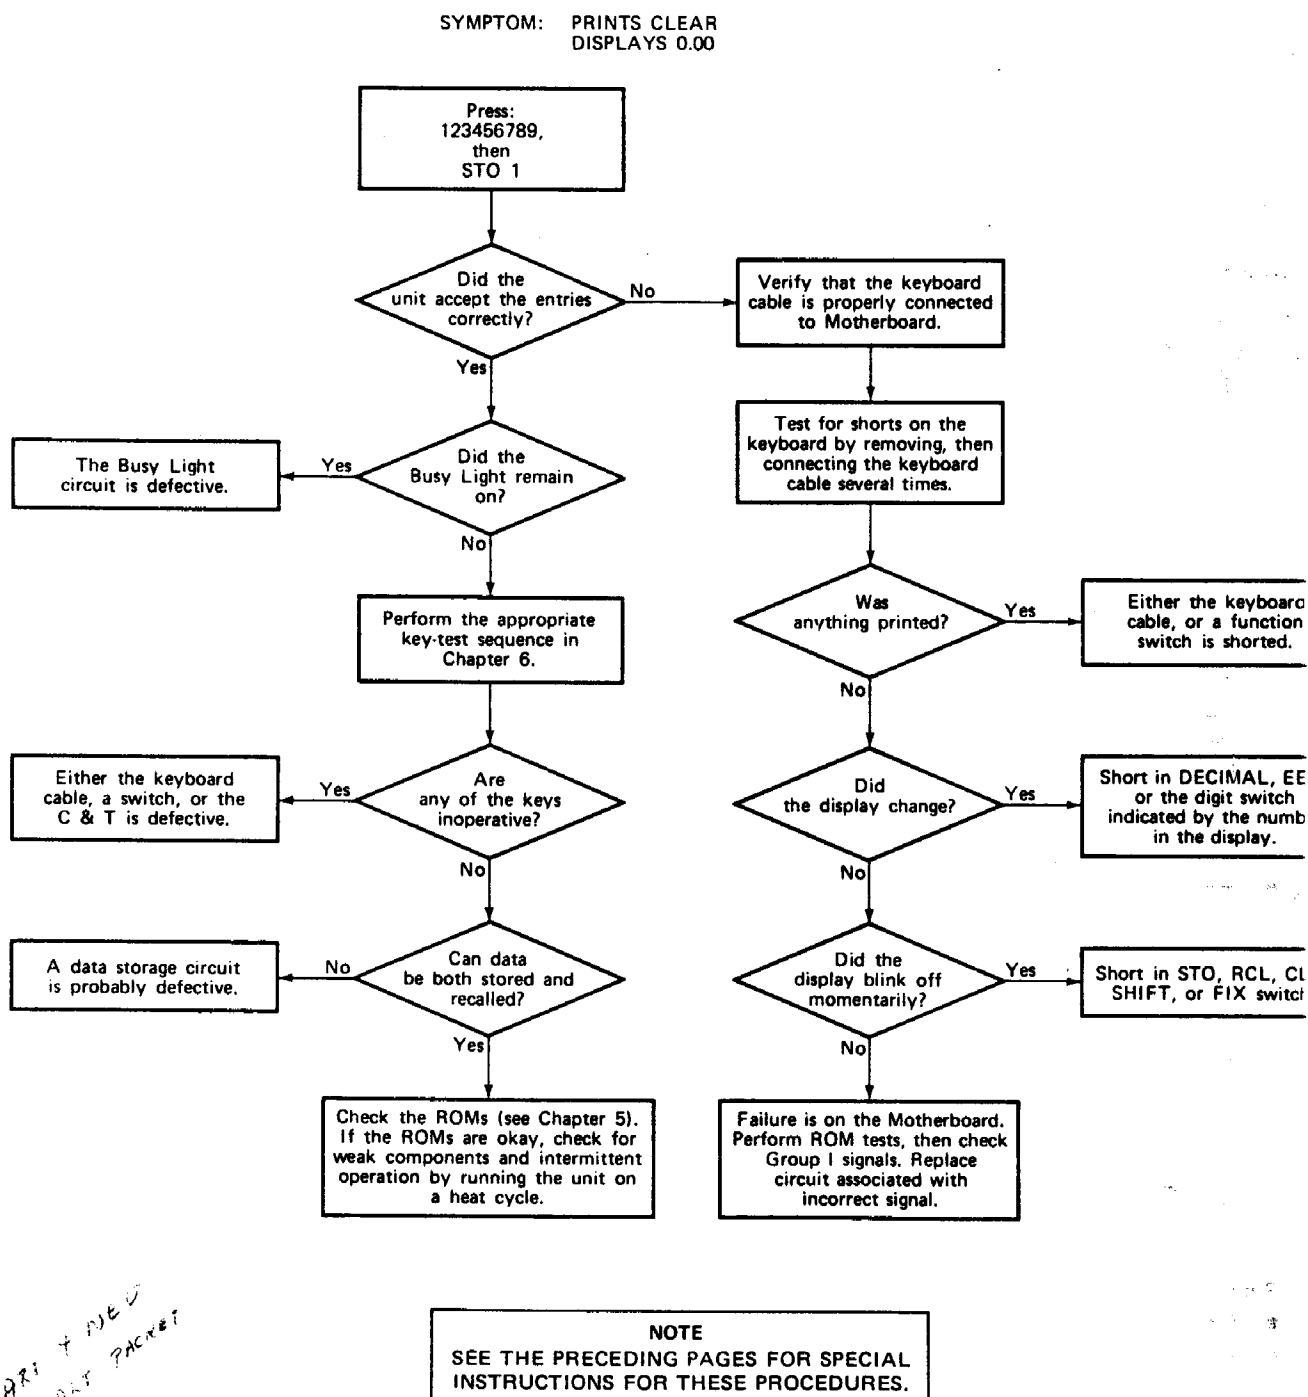 SYMPTOM: PRINTS CLEAR
DISPLAYS 0.00
Press:
123456789,
then
STO 1
Did the
unit accept the entries
correctly?
No
Verify that the keyboard
cable is properly connected
to Motherboard.
Yes
Test for shorts on the
keyboard by removing, then
connecting the keyboard
cable several times.
Did the
Busy Light remain
on?
Yes
The Busy Light
circuit is defective.
No
Was
anything printed?
Yes
Either the
cable, or a function
switch is shorted.
Perform the appropriate
key-test sequence in
Chapter 6.
No
Are
any of the keys
inoperative?
Yes
Either the keyboard
cable, a switch, or the
C & T is defective.
Did
the display change?
Yes
Short in DECIMAL,
or the digit switch
indicated by the
in the display.
No
No
Can data
be both stored and
recalled?
No
A data storage circuit
is probably defective.
Did the
display blink off
momentarily?
Yes
Short in STO, RCL,
SHIFT, or FIX
Yes
No
Check the ROMs (see Chapter 5).
If the ROMs are okay, check for
weak components and intermittent
operation by running the unit on
a heat cycle.
Failure is on the Motherboard.
Perform ROM tests, then check
Group I signals. Replace
circuit associated with
incorrect signal.
PACKET
NOTE
SEE THE PRECEDING PAGES FOR SPECIAL
INSTRUCTIONS FOR THESE PROCEDURES.